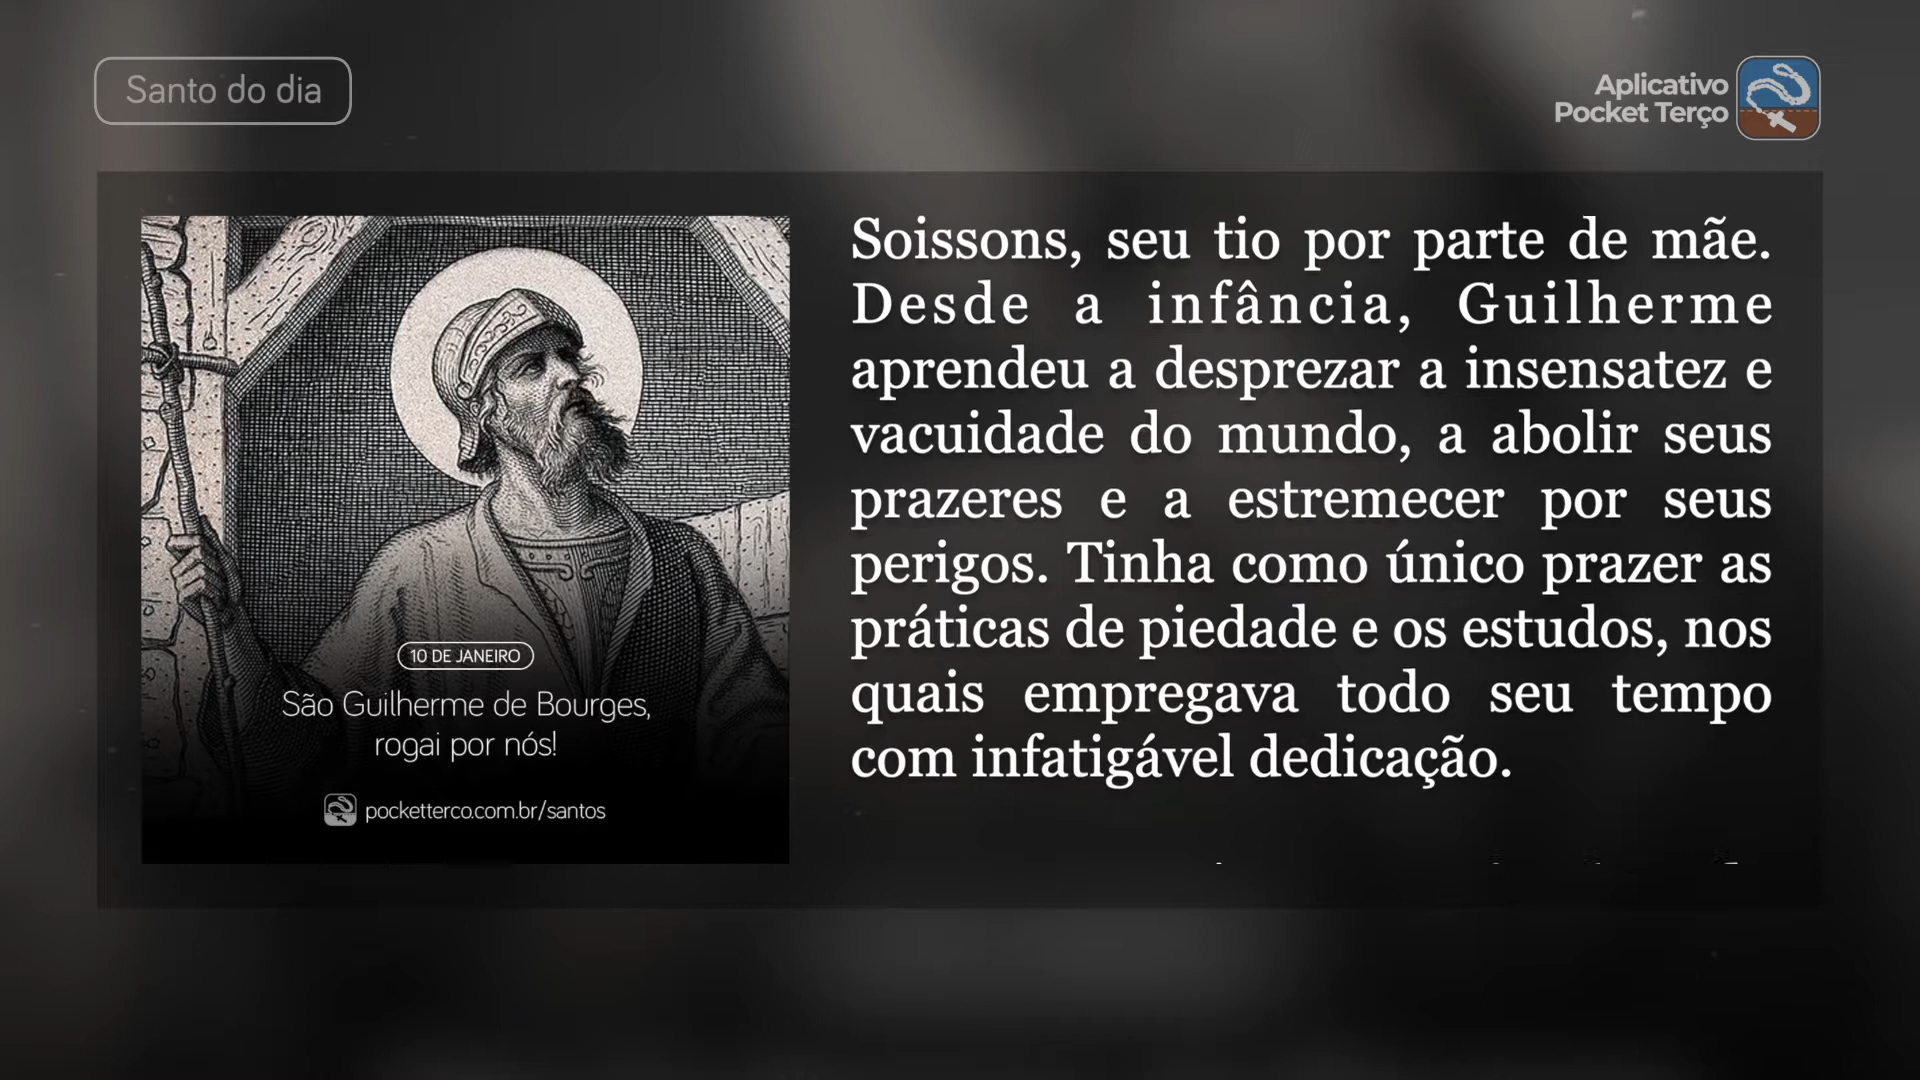 Santo do dia
Aplicativo
Pocket Terço
Soissons, seu tio por parte de mãe.
Desde a infância, Guilherme
aprendeu a desprezar a insensatez e
vacuidade do mundo, a abolir seus
prazeres e a estremecer por seus
perigos. Tinha como único prazer as
práticas de piedade e os estudos, nos
quais empregava todo seu tempo
com infatigável dedicação.
10 DE JANEIRO
São Guilherme de Bourges,
rogai por nós!
pocketterco.com.br/santos